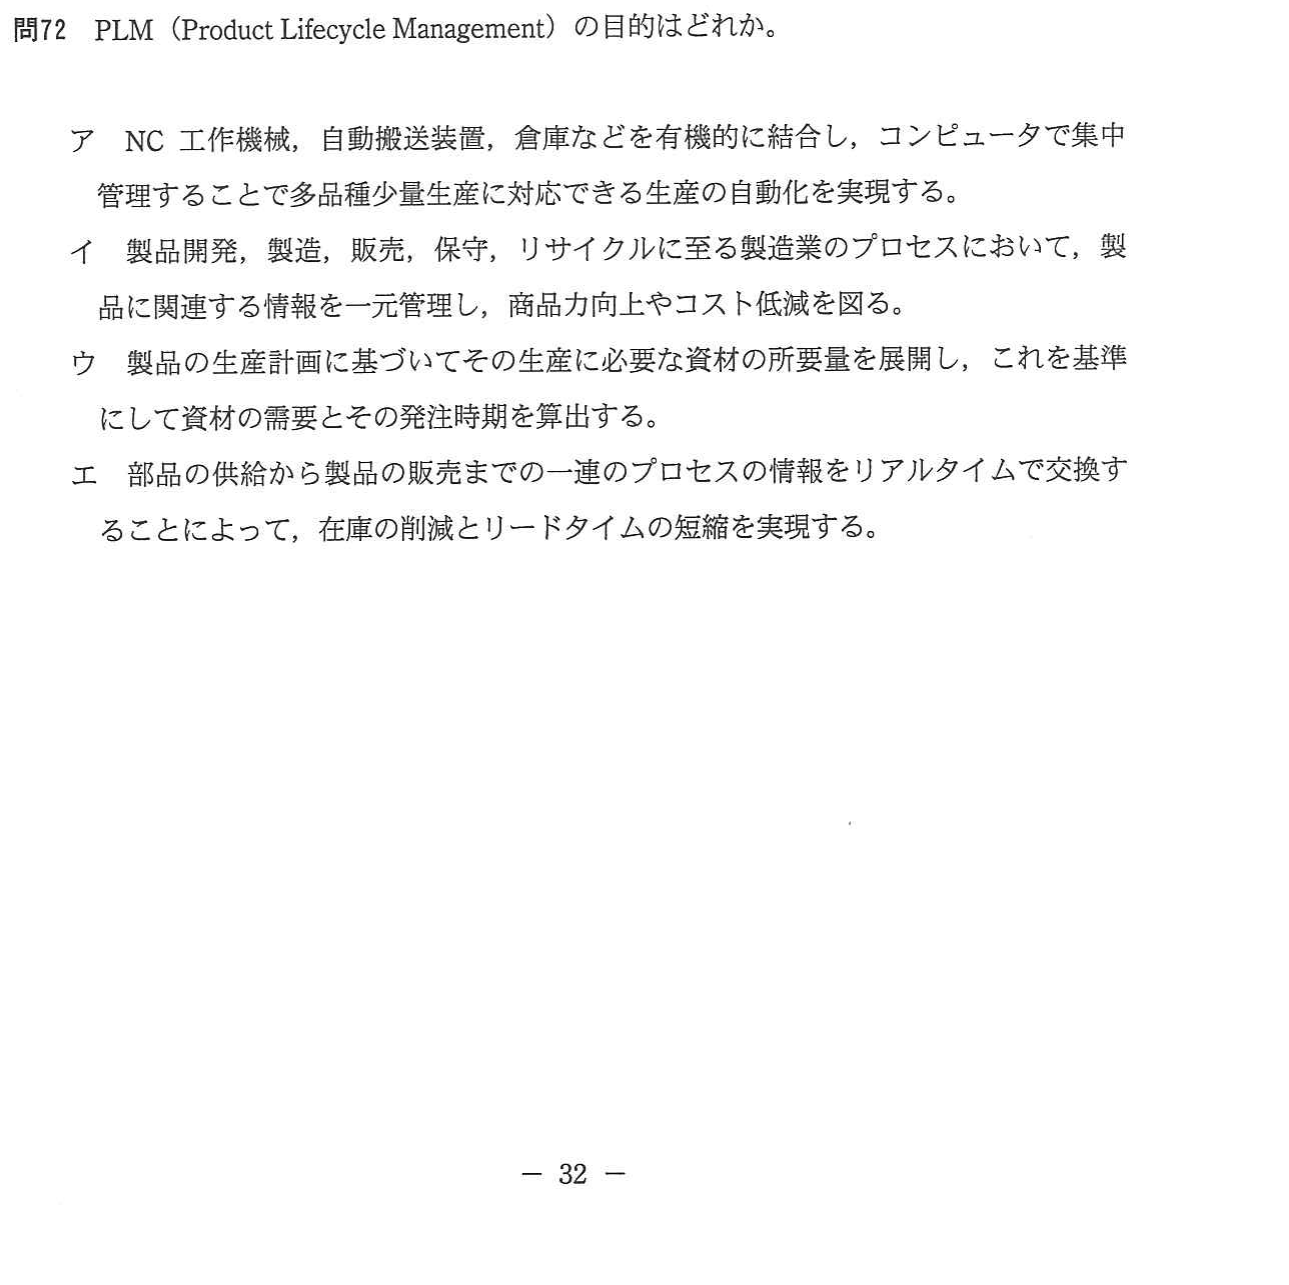 問72 PLM（Product Lifecycle Management）の目的はどれか。
ア NC 工作機械，自動搬送装置，倉庫などを有機的に結合し，コンピュータで集中
管理することで多品種少量生産に対応できる生産の自動化を実現する。
イ 製品開発，製造，販売，保守，リサイクルに至る製造業のプロセスにおいて，製
品に関連する情報を一元管理し，商品力向上やコスト低減を図る。
ウ 製品の生産計画に基づいてその生産に必要な資材の所要量を展開し，これを基準
にして資材の需要とその発注時期を算出する。
エ 部品の供給から製品の販売までの一連のプロセスの情報をリアルタイムで交換す
ることによって，在庫の削減とリードタイムの短縮を実現する。
― 32 ―